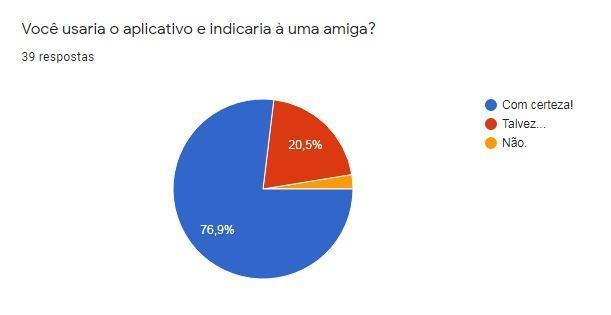 Você usaria o aplicativo e indicaria à uma amiga?
39 respostas
Com certeza!
Talvez...
Não.
20,5%
76,9%